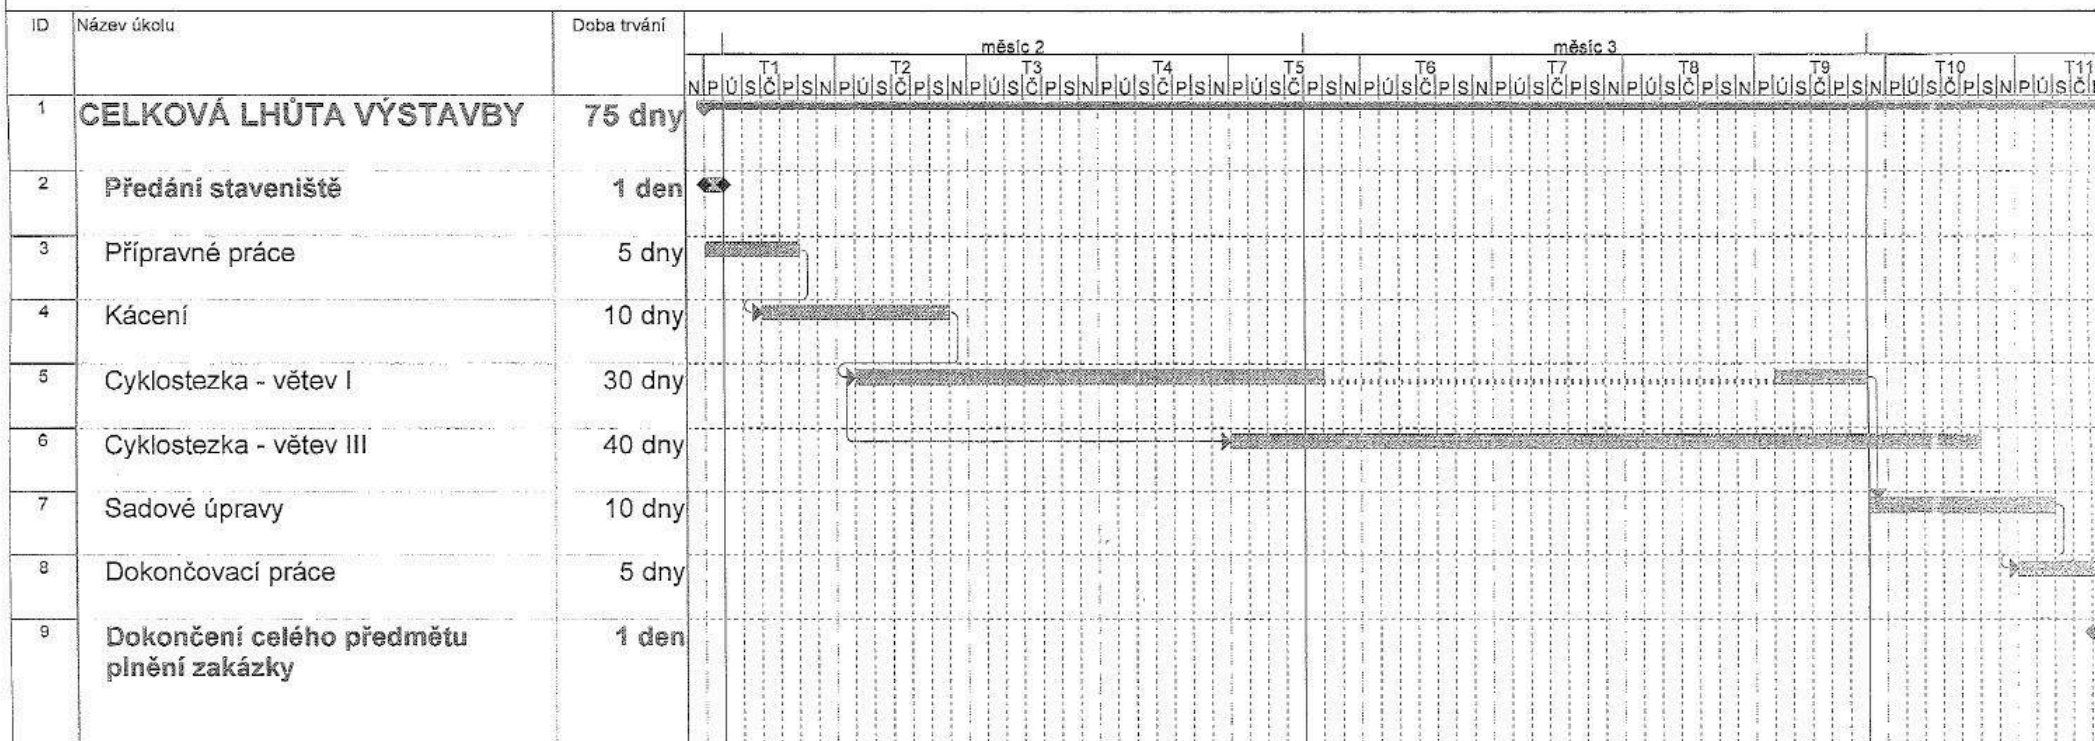 ID Název úkolu Doba trvání
měsíc 2 měsíc 3
T1 T2 T3 T4 T5 T6 T7 T8 T9 T10 T11
N P Ú S Č P S N P Ú S Č P S N P Ú S Č P S N P Ú S Č P S N P Ú S Č P S N P Ú S Č P S N P Ú S Č P S N P Ú S Č P S N P Ú S Č P S N P Ú S Č P S N P Ú S Č
1 CELKOVÁ LHŮTA VÝSTAVBY 75 dny
2 Předání staveniště 1 den
3 Přípravné práce 5 dny
4 Kácení 10 dny
5 Cyklostezka - větev I 30 dny
6 Cyklostezka - větev III 40 dny
7 Sadové úpravy 10 dny
8 Dokončovací práce 5 dny
9 Dokončení celého předmětu 1 den
plnění zakázky